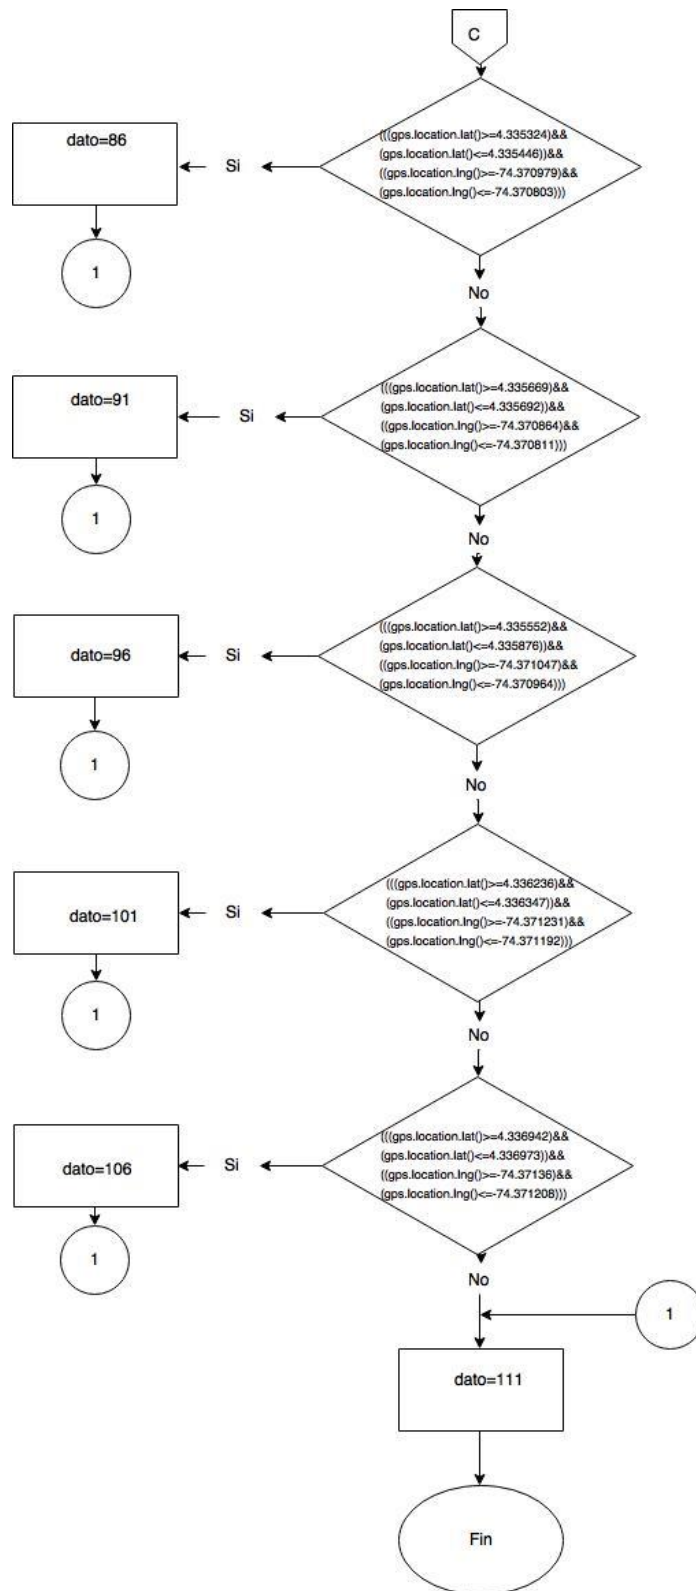 C
(((gps.location.lat()>=4.335324)&&
(gps.location.lat()<=4.335446))&&
((gps.location.lng()>=-74.370979)&&
(gps.location.lng()<=-74.370803)))
Si
dato=86
1
No
(((gps.location.lat()>=4.335669)&&
(gps.location.lat()<=4.335692))&&
((gps.location.lng()>=-74.370864)&&
(gps.location.lng()<=-74.370811)))
Si
dato=91
1
No
(((gps.location.lat()>=4.335552)&&
(gps.location.lat()<=4.335876))&&
((gps.location.lng()>=-74.371047)&&
(gps.location.lng()<=-74.370964)))
Si
dato=96
1
No
(((gps.location.lat()>=4.336236)&&
(gps.location.lat()<=4.336347))&&
((gps.location.lng()>=-74.371231)&&
(gps.location.lng()<=-74.371192)))
Si
dato=101
1
No
(((gps.location.lat()>=4.336942)&&
(gps.location.lat()<=4.336973))&&
((gps.location.lng()>=-74.37136)&&
(gps.location.lng()<=-74.371208)))
Si
dato=106
1
No
1
dato=111
Fin